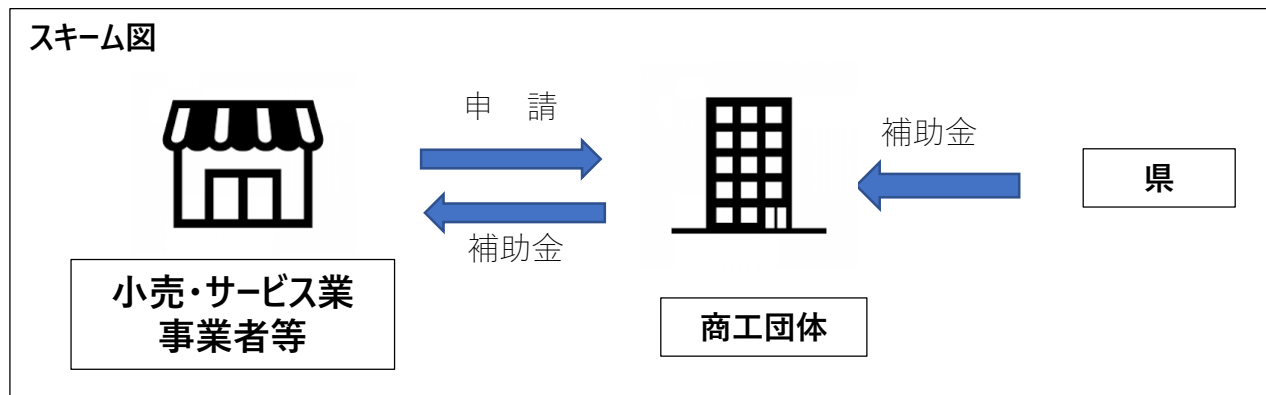 スキーム図
申　請
補助金
補助金
県
小売・サービス業
事業者等
商工団体